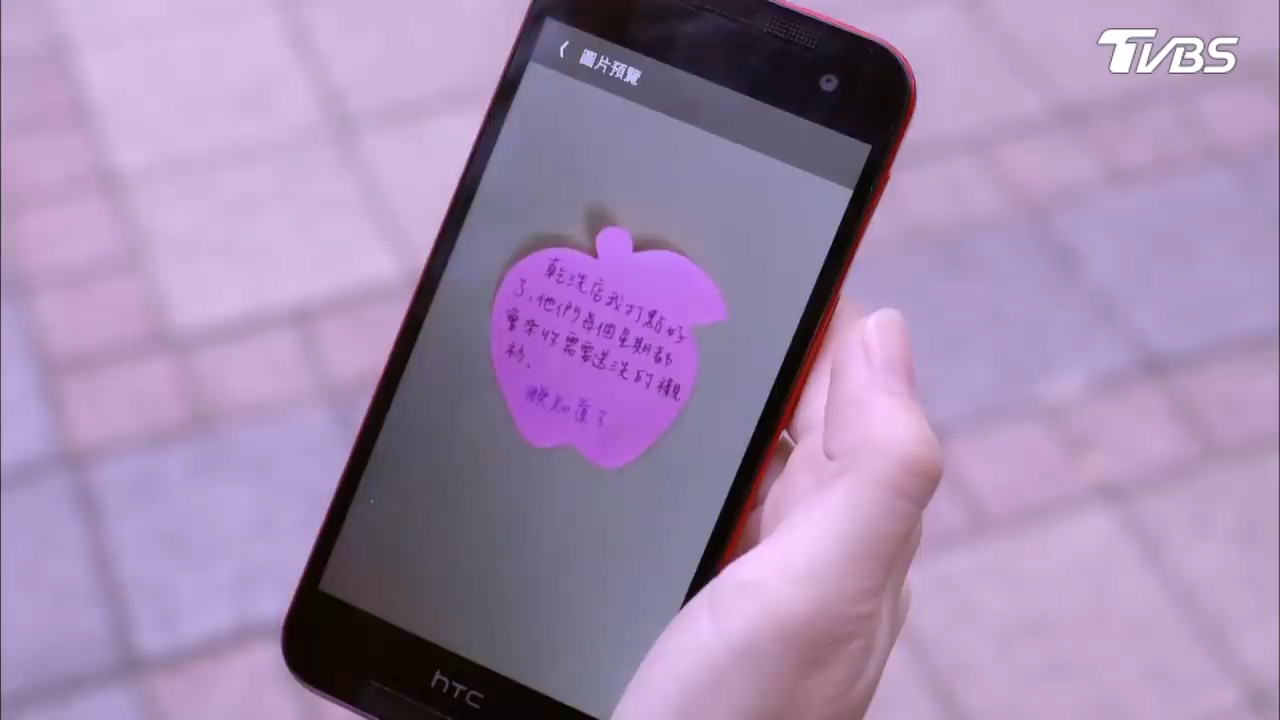 TVBS
圖片預覽
乾洗店我打點好
了,他們每個星期都
會來收需要送洗的襯
衫,
我知道了
hTC